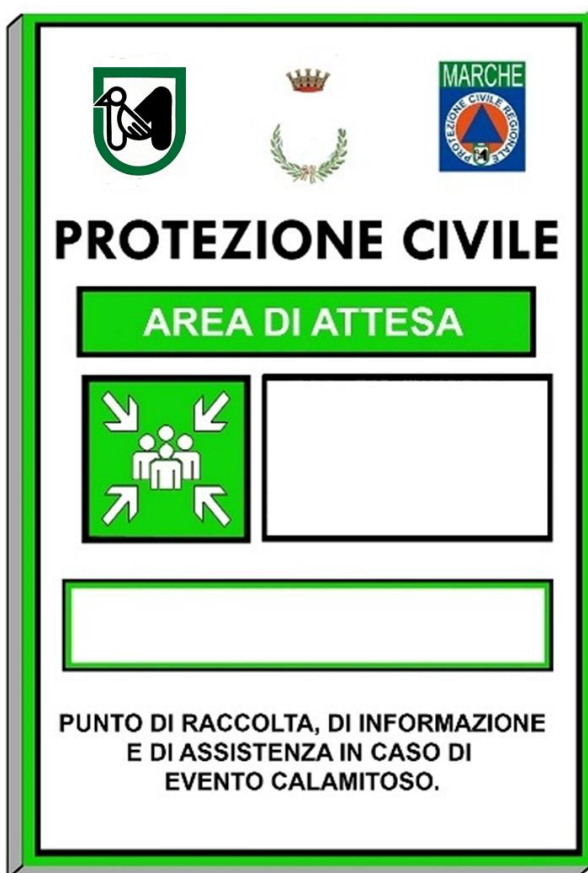 MARCHE
PROTEZIONE CIVILE REGIONALE
PROTEZIONE CIVILE
AREA DI ATTESA
PUNTO DI RACCOLTA, DI INFORMAZIONE
E DI ASSISTENZA IN CASO DI
EVENTO CALAMITOSO.